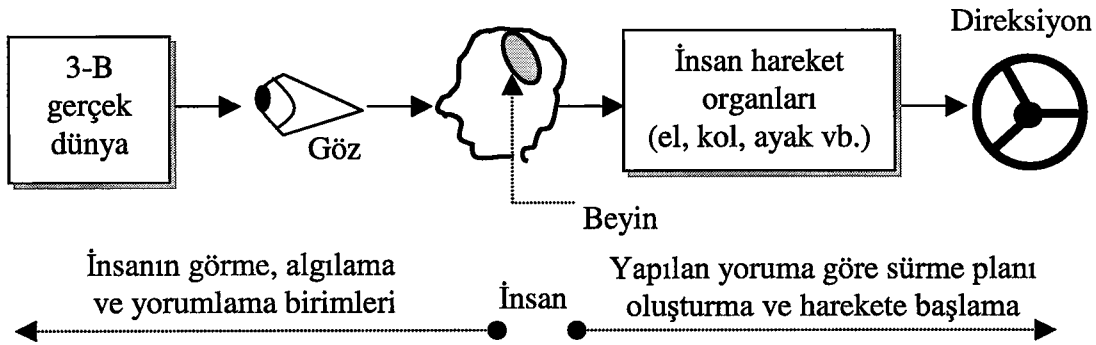 Direksiyon
3-B
gerçek
dünya
Göz
İnsan hareket
organları
(el, kol, ayak vb.)
Beyin
İnsanın görme, algılama
ve yorumlama birimleri
İnsan
Yapılan yoruma göre sürme planı
oluşturma ve harekete başlama